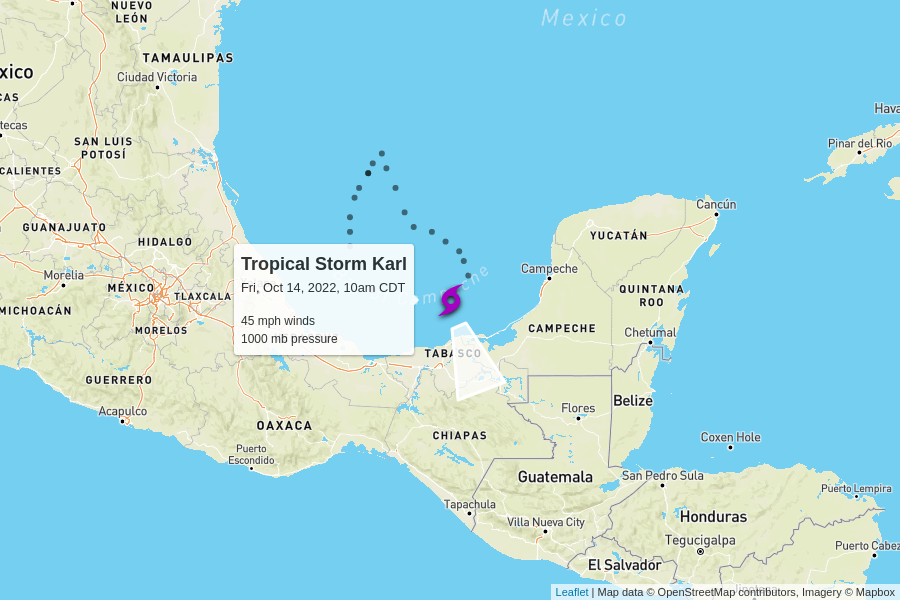 NUEVO
LEÓN
Mexico
TAMAULIPAS
xico
Ciudad Victoria
CAS
tecas
Hava
SAN LUIS
POTOSÍ
Pinar del Rio
CALIENTES
Cancún
GUANAJUATO
YUCATÁN
HIDALGO
Tropical Storm Karl
Fri, Oct 14, 2022, 10am CDT
45 mph winds
1000 mb pressure
Morelia
Campeche
MÉXICO
TLAXCALA
QUINTANA
ROO
MICHOACÁN
MORELOS
CAMPECHE
Chetumal
TABASCO
GUERRERO
Belize
Acapulco
Flores
OAXACA
CHIAPAS
Coxen Hole
Puerto
Escondido
Guatemala
San Pedro Sula
Puerto Lempira
Tapachula
Villa Nueva City
Honduras
Tegucigalpa
Puerto Cabez
El Salvador
Leaflet | Map data © OpenStreetMap contributors, Imagery © Mapbox